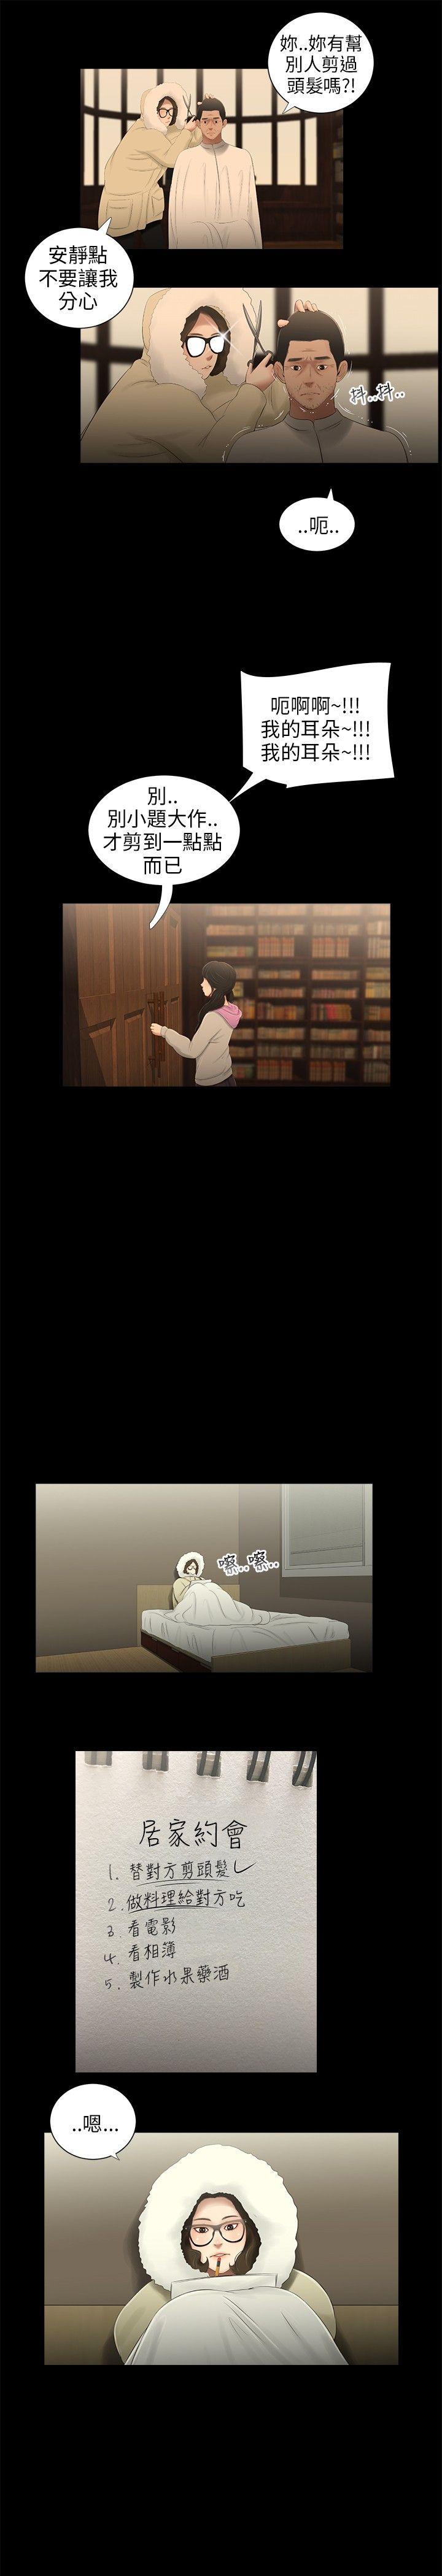 妳..妳有幫
別人剪過
頭髮嗎?!
安靜點
不要讓我
分心
抖..抖..
..呃..
呃啊啊~!!!
我的耳朵~!!!
我的耳朵~!!!
別..
別小題大作..
才剪到一點點
而已
嚓..嚓..
居家約會
1. 替對方剪頭髮✓
2. 做料理給對方吃
3. 看電影
4. 看相簿
5. 製作水果藥酒
..嗯...